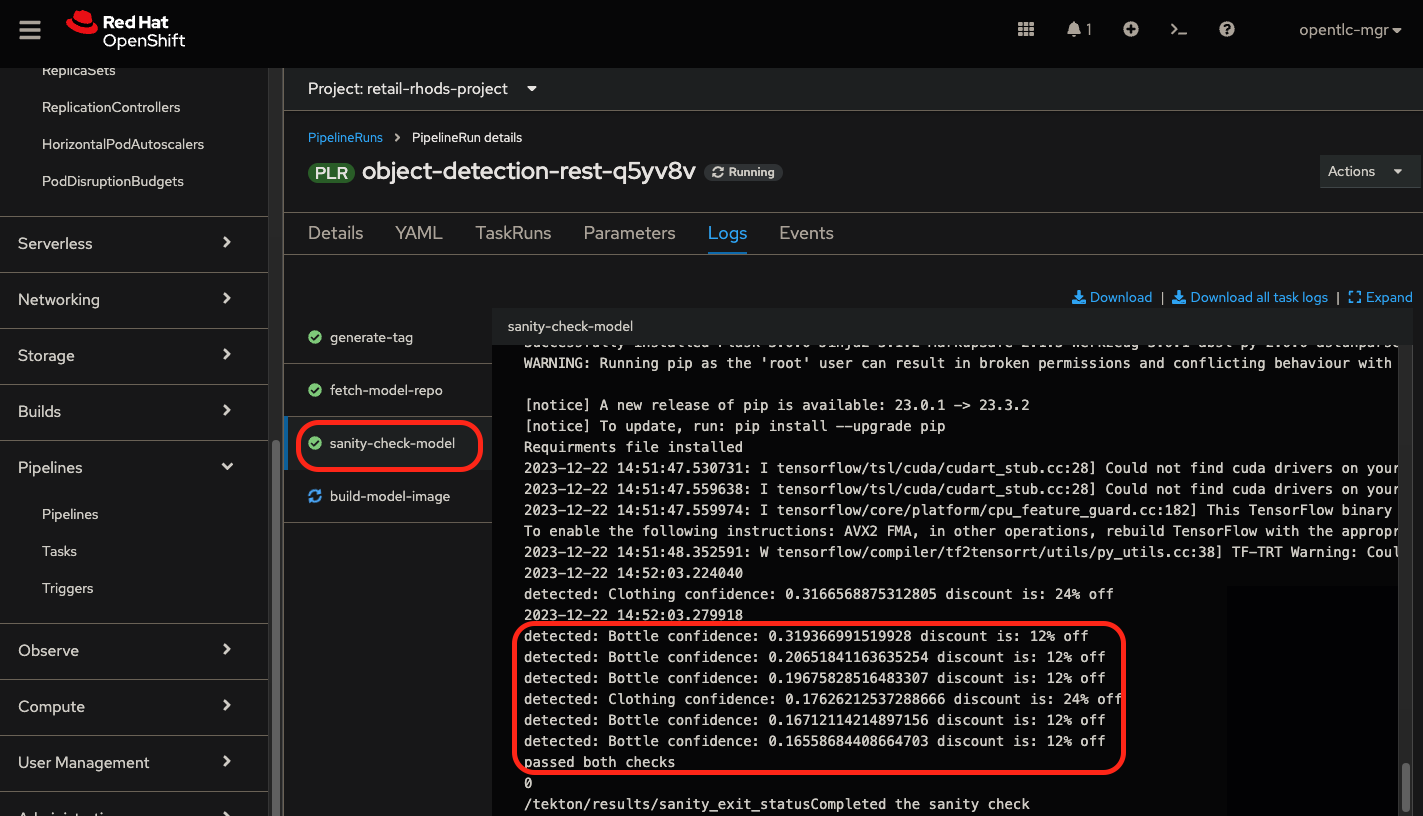 Red Hat
OpenShift
1
opentlc-mgr
ReplicaSets
ReplicationControllers
HorizontalPodAutoscalers
PodDisruptionBudgets
Serverless
Networking
Storage
Builds
Pipelines
Pipelines
Tasks
Triggers
Observe
Compute
User Management
Project: retail-rhods-project
PipelineRuns > PipelineRun details
PLR object-detection-rest-q5yv8v Running
Actions
Details YAML TaskRuns Parameters Logs Events
Download | Download all task logs | Expand
generate-tag
fetch-model-repo
sanity-check-model
build-model-image
sanity-check-model
WARNING: Running pip as the 'root' user can result in broken permissions and conflicting behaviour with
[notice] A new release of pip is available: 23.0.1 -> 23.3.2
[notice] To update, run: pip install --upgrade pip
Requirments file installed
2023-12-22 14:51:47.530731: I tensorflow/tsl/cuda/cudart_stub.cc:28] Could not find cuda drivers on your
2023-12-22 14:51:47.559638: I tensorflow/tsl/cuda/cudart_stub.cc:28] Could not find cuda drivers on your
2023-12-22 14:51:47.559974: I tensorflow/core/platform/cpu_feature_guard.cc:182] This TensorFlow binary
To enable the following instructions: AVX2 FMA, in other operations, rebuild TensorFlow with the appropr
2023-12-22 14:51:48.352591: W tensorflow/compiler/tf2tensorrt/utils/py_utils.cc:38] TF-TRT Warning: Coul
2023-12-22 14:52:03.224040
detected: Clothing confidence: 0.3166568875312805 discount is: 24% off
2023-12-22 14:52:03.279918
detected: Bottle confidence: 0.319366991519928 discount is: 12% off
detected: Bottle confidence: 0.20651841163635254 discount is: 12% off
detected: Bottle confidence: 0.19675828516483307 discount is: 12% off
detected: Clothing confidence: 0.17626212537288666 discount is: 24% off
detected: Bottle confidence: 0.16712114214897156 discount is: 12% off
detected: Bottle confidence: 0.16558684408664703 discount is: 12% off
passed both checks
0
/tekton/results/sanity_exit_statusCompleted the sanity check